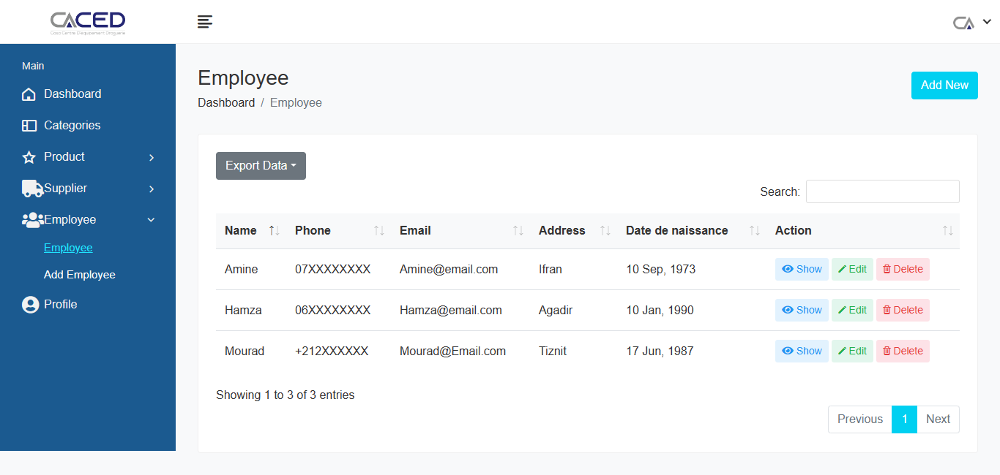 CACED
Caso Centre D'équipement Droguerie
CA
Main
Dashboard
Categories
Product
Supplier
Employee
Employee
Add Employee
Profile
Employee
Dashboard / Employee
Add New
Export Data
Search:
Name Phone Email Address Date de naissance Action
Amine 07XXXXXXXX Amine@email.com Ifran 10 Sep, 1973 Show Edit Delete
Hamza 06XXXXXXXX Hamza@email.com Agadir 10 Jan, 1990 Show Edit Delete
Mourad +212XXXXXX Mourad@Email.com Tiznit 17 Jun, 1987 Show Edit Delete
Showing 1 to 3 of 3 entries
Previous 1 Next